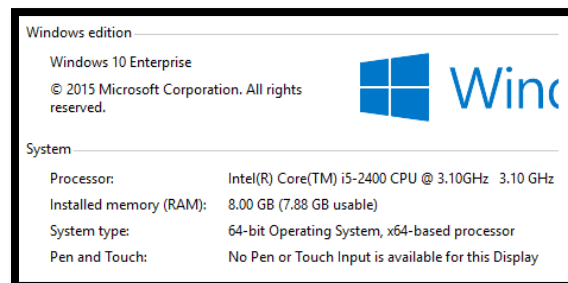 Windows edition
Windows 10 Enterprise
© 2015 Microsoft Corporation. All rights
reserved.
System
Processor: Intel(R) Core(TM) i5-2400 CPU @ 3.10GHz 3.10 GHz
Installed memory (RAM): 8.00 GB (7.88 GB usable)
System type: 64-bit Operating System, x64-based processor
Pen and Touch: No Pen or Touch Input is available for this Display